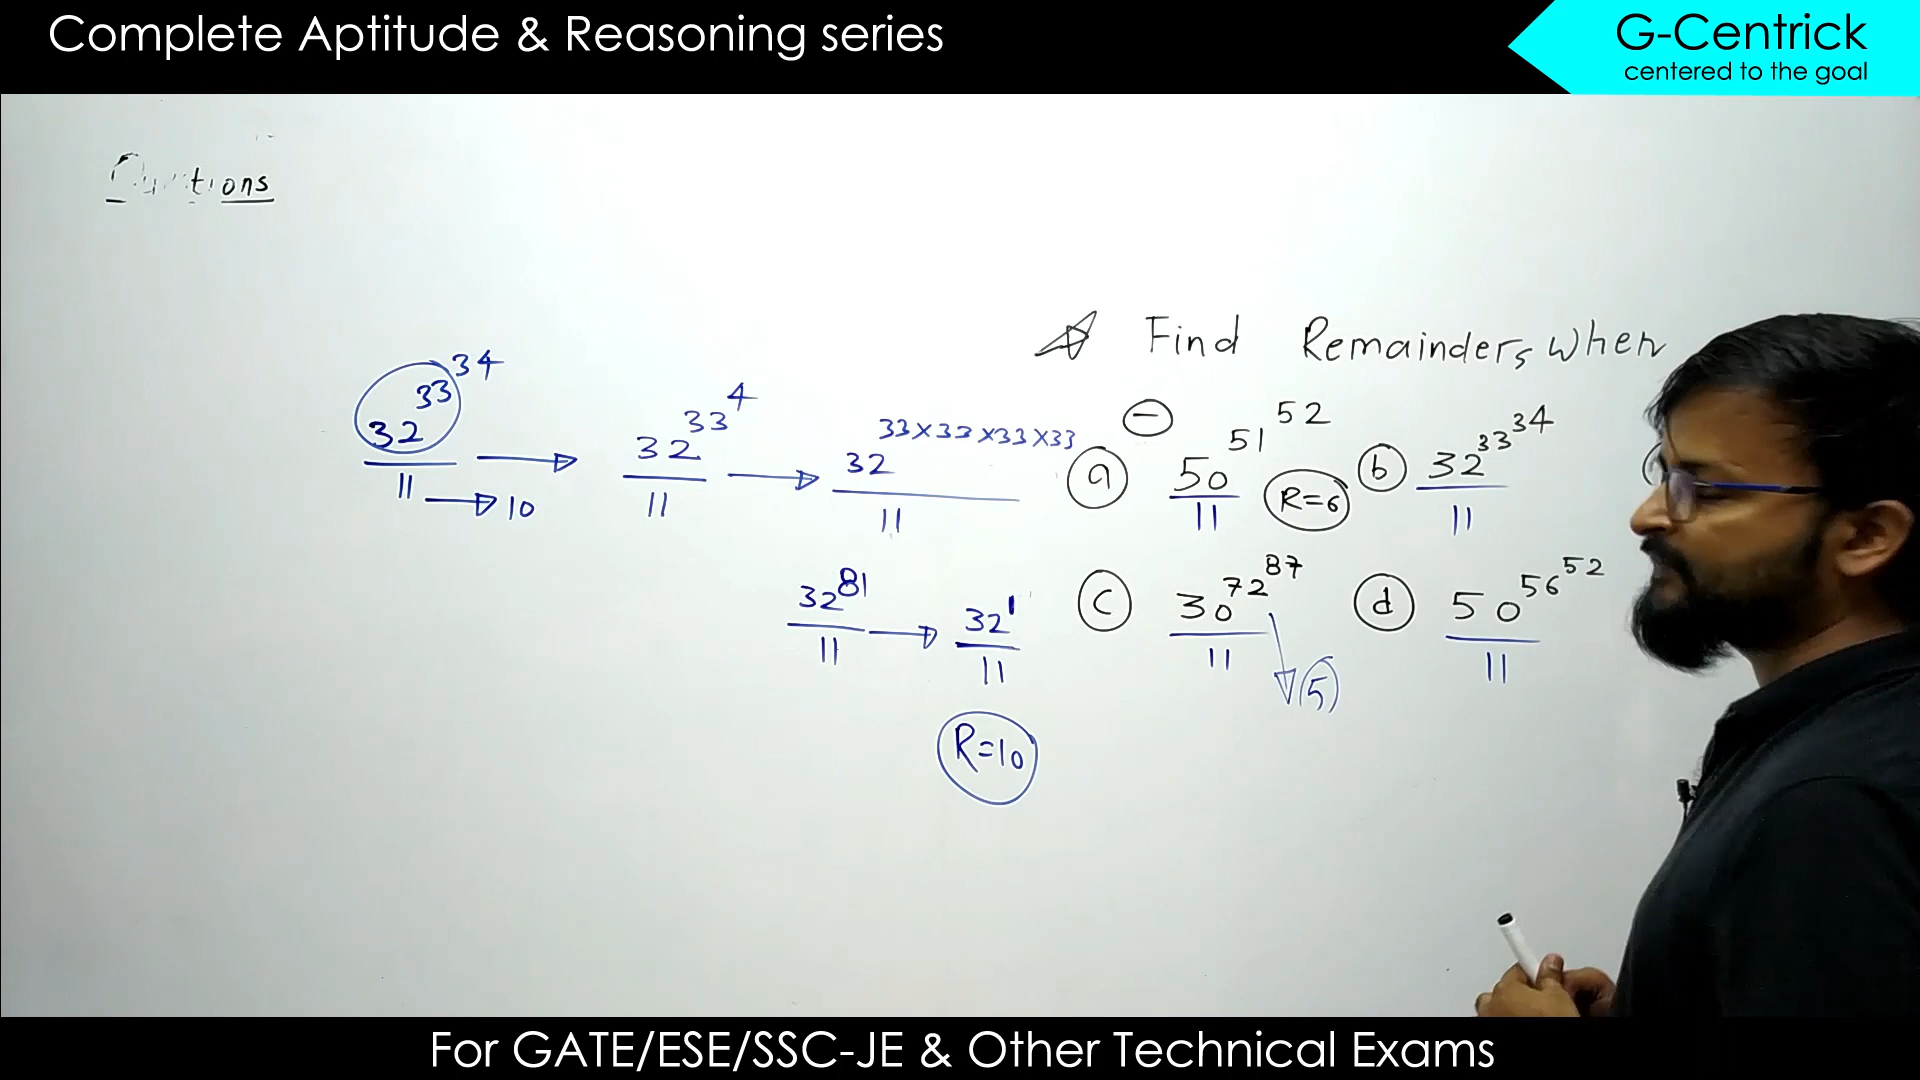 Complete Aptitude & Reasoning series
G-Centrick
centered to the goal
☆ Find Remainders when
32^33^34 / 11 → 10
→ 32^33^4 / 11
→ 32^33×33×33×33 / 11
32^81 / 11 → 32^1 / 11
R=10
(−)
(a) 50^51^52 / 11 R=6
(b) 32^33^34 / 11
(c) 30^72^87 / 11 (5)
(d) 50^56^52 / 11
For GATE/ESE/SSC-JE & Other Technical Exams